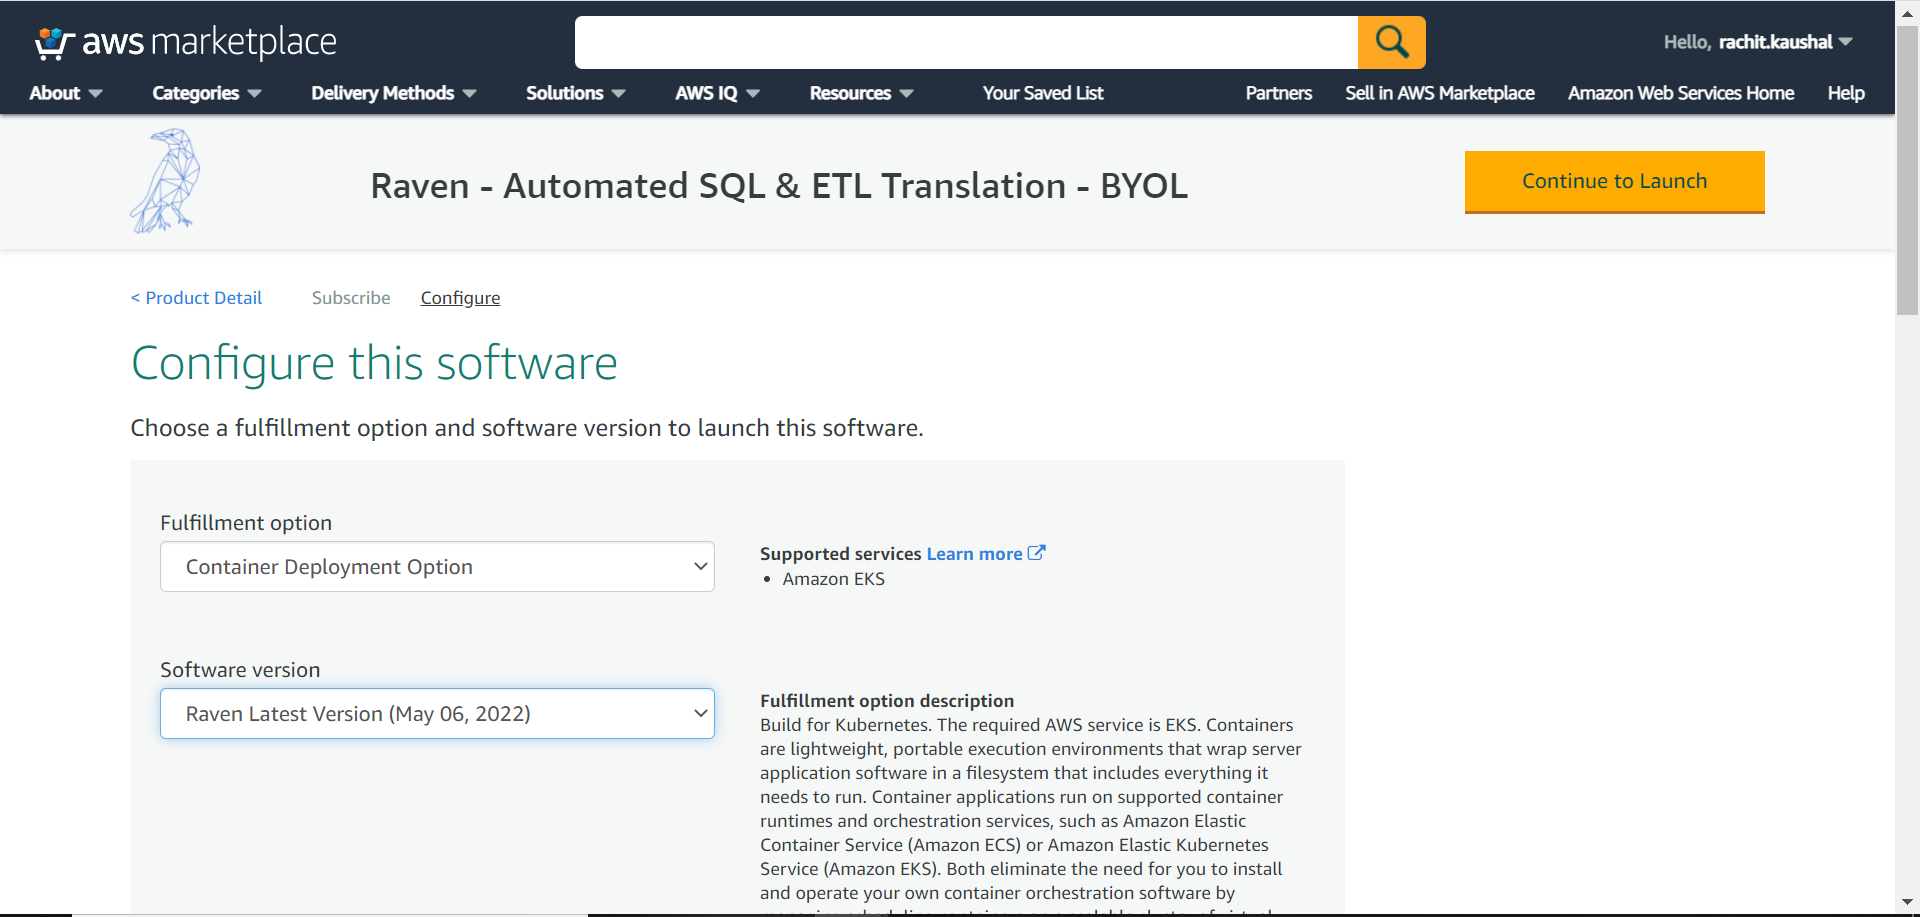 aws marketplace
Hello, rachit.kaushal
About
Categories
Delivery Methods
Solutions
AWS IQ
Resources
Your Saved List
Partners
Sell in AWS Marketplace
Amazon Web Services Home
Help
Raven - Automated SQL & ETL Translation - BYOL
Continue to Launch
< Product Detail
Subscribe
Configure
Configure this software
Choose a fulfillment option and software version to launch this software.
Fulfillment option
Container Deployment Option
Supported services Learn more
• Amazon EKS
Software version
Raven Latest Version (May 06, 2022)
Fulfillment option description
Build for Kubernetes. The required AWS service is EKS. Containers
are lightweight, portable execution environments that wrap server
application software in a filesystem that includes everything it
needs to run. Container applications run on supported container
runtimes and orchestration services, such as Amazon Elastic
Container Service (Amazon ECS) or Amazon Elastic Kubernetes
Service (Amazon EKS). Both eliminate the need for you to install
and operate your own container orchestration software by